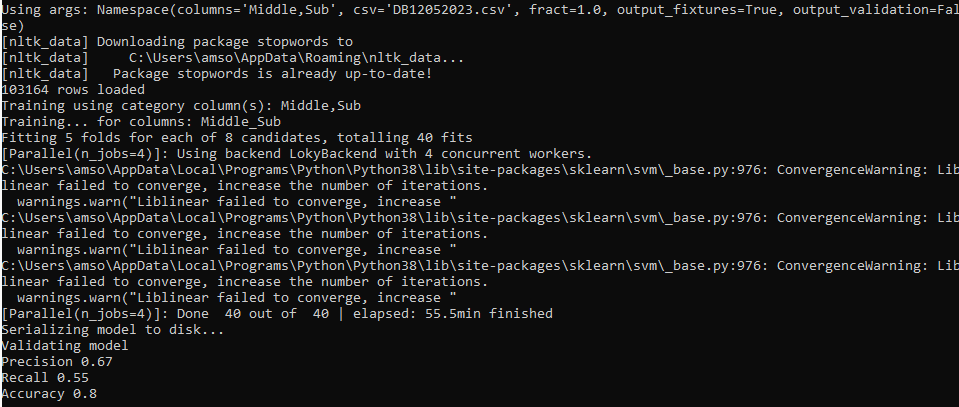 Using args: Namespace(columns='Middle,Sub', csv='DB12052023.csv', fract=1.0, output_fixtures=True, output_validation=Fal
se)
[nltk_data] Downloading package stopwords to
[nltk_data]     C:\Users\amso\AppData\Roaming\nltk_data...
[nltk_data]   Package stopwords is already up-to-date!
103164 rows loaded
Training using category column(s): Middle,Sub
Training... for columns: Middle_Sub
Fitting 5 folds for each of 8 candidates, totalling 40 fits
[Parallel(n_jobs=4)]: Using backend LokyBackend with 4 concurrent workers.
C:\Users\amso\AppData\Local\Programs\Python\Python38\lib\site-packages\sklearn\svm\_base.py:976: ConvergenceWarning: Lib
linear failed to converge, increase the number of iterations.
  warnings.warn("Liblinear failed to converge, increase "
C:\Users\amso\AppData\Local\Programs\Python\Python38\lib\site-packages\sklearn\svm\_base.py:976: ConvergenceWarning: Lib
linear failed to converge, increase the number of iterations.
  warnings.warn("Liblinear failed to converge, increase "
C:\Users\amso\AppData\Local\Programs\Python\Python38\lib\site-packages\sklearn\svm\_base.py:976: ConvergenceWarning: Lib
linear failed to converge, increase the number of iterations.
  warnings.warn("Liblinear failed to converge, increase "
[Parallel(n_jobs=4)]: Done  40 out of  40 | elapsed: 55.5min finished
Serializing model to disk...
Validating model
Precision 0.67
Recall 0.55
Accuracy 0.8